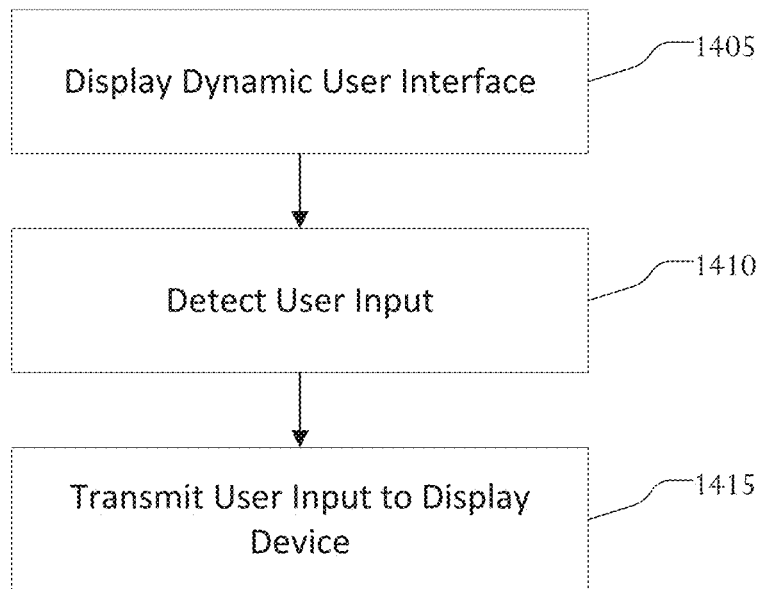 Display Dynamic User Interface
1405
Detect User Input
1410
Transmit User Input to Display
Device
1415